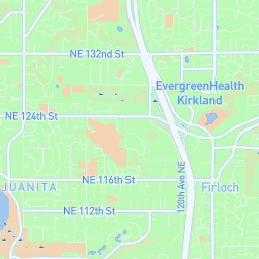 NE 132nd St
EvergreenHealth
Kirkland
NE 124th St
NE 116th St
120th Ave NE
JUANITA
Firloch
NE 112th St